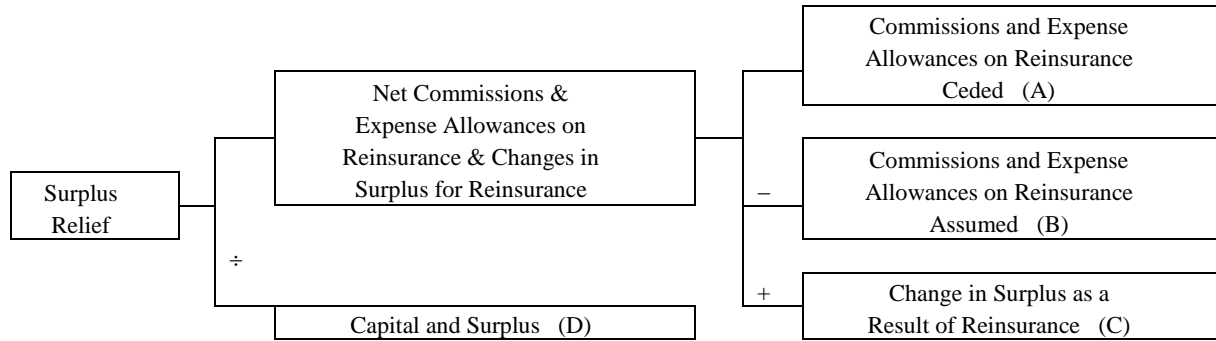 Surplus
Relief
÷
Net Commissions &
Expense Allowances on
Reinsurance & Changes in
Surplus for Reinsurance
Capital and Surplus (D)
–
+
Commissions and Expense
Allowances on Reinsurance
Ceded (A)
Commissions and Expense
Allowances on Reinsurance
Assumed (B)
Change in Surplus as a
Result of Reinsurance (C)